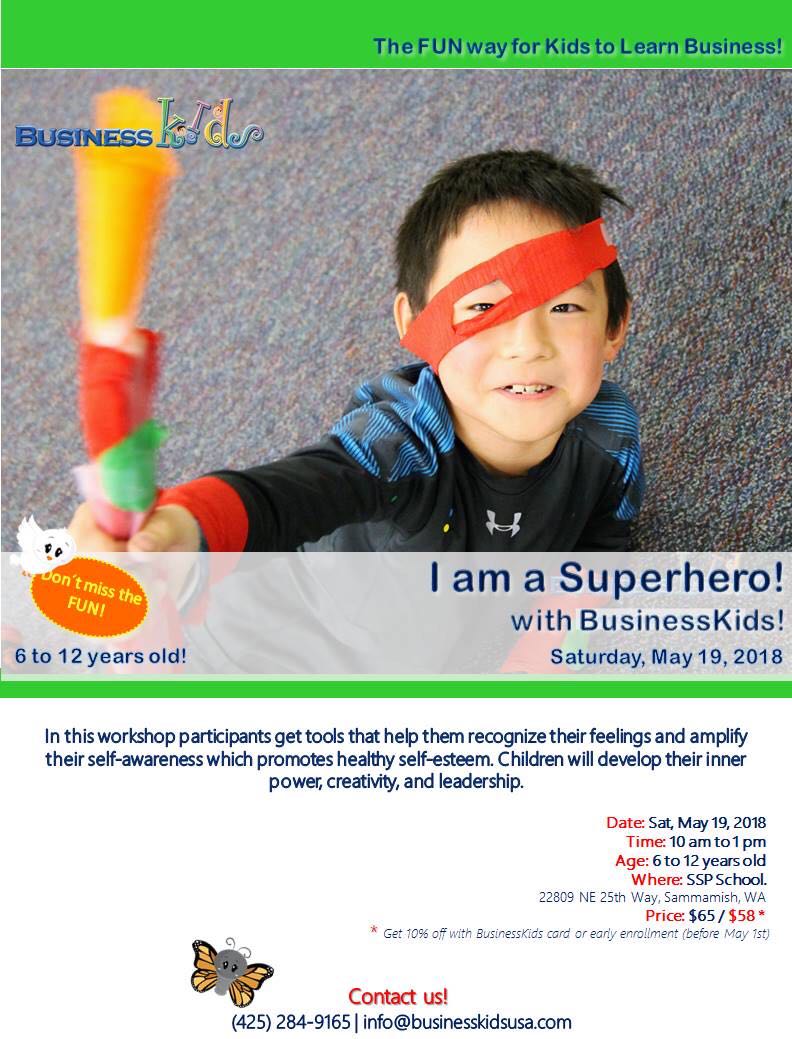 The FUN way for Kids to Learn Business!
BUSINESS kids
Don´t miss the
FUN!
I am a Superhero!
with BusinessKids!
6 to 12 years old!
Saturday, May 19, 2018
In this workshop participants get tools that help them recognize their feelings and amplify
their self-awareness which promotes healthy self-esteem. Children will develop their inner
power, creativity, and leadership.
Date: Sat, May 19, 2018
Time: 10 am to 1 pm
Age: 6 to 12 years old
Where: SSP School.
22809 NE 25th Way, Sammamish, WA
Price: $65 / $58 *
* Get 10% off with BusinessKids card or early enrollment (before May 1st)
Contact us!
(425) 284-9165 | info@businesskidsusa.com